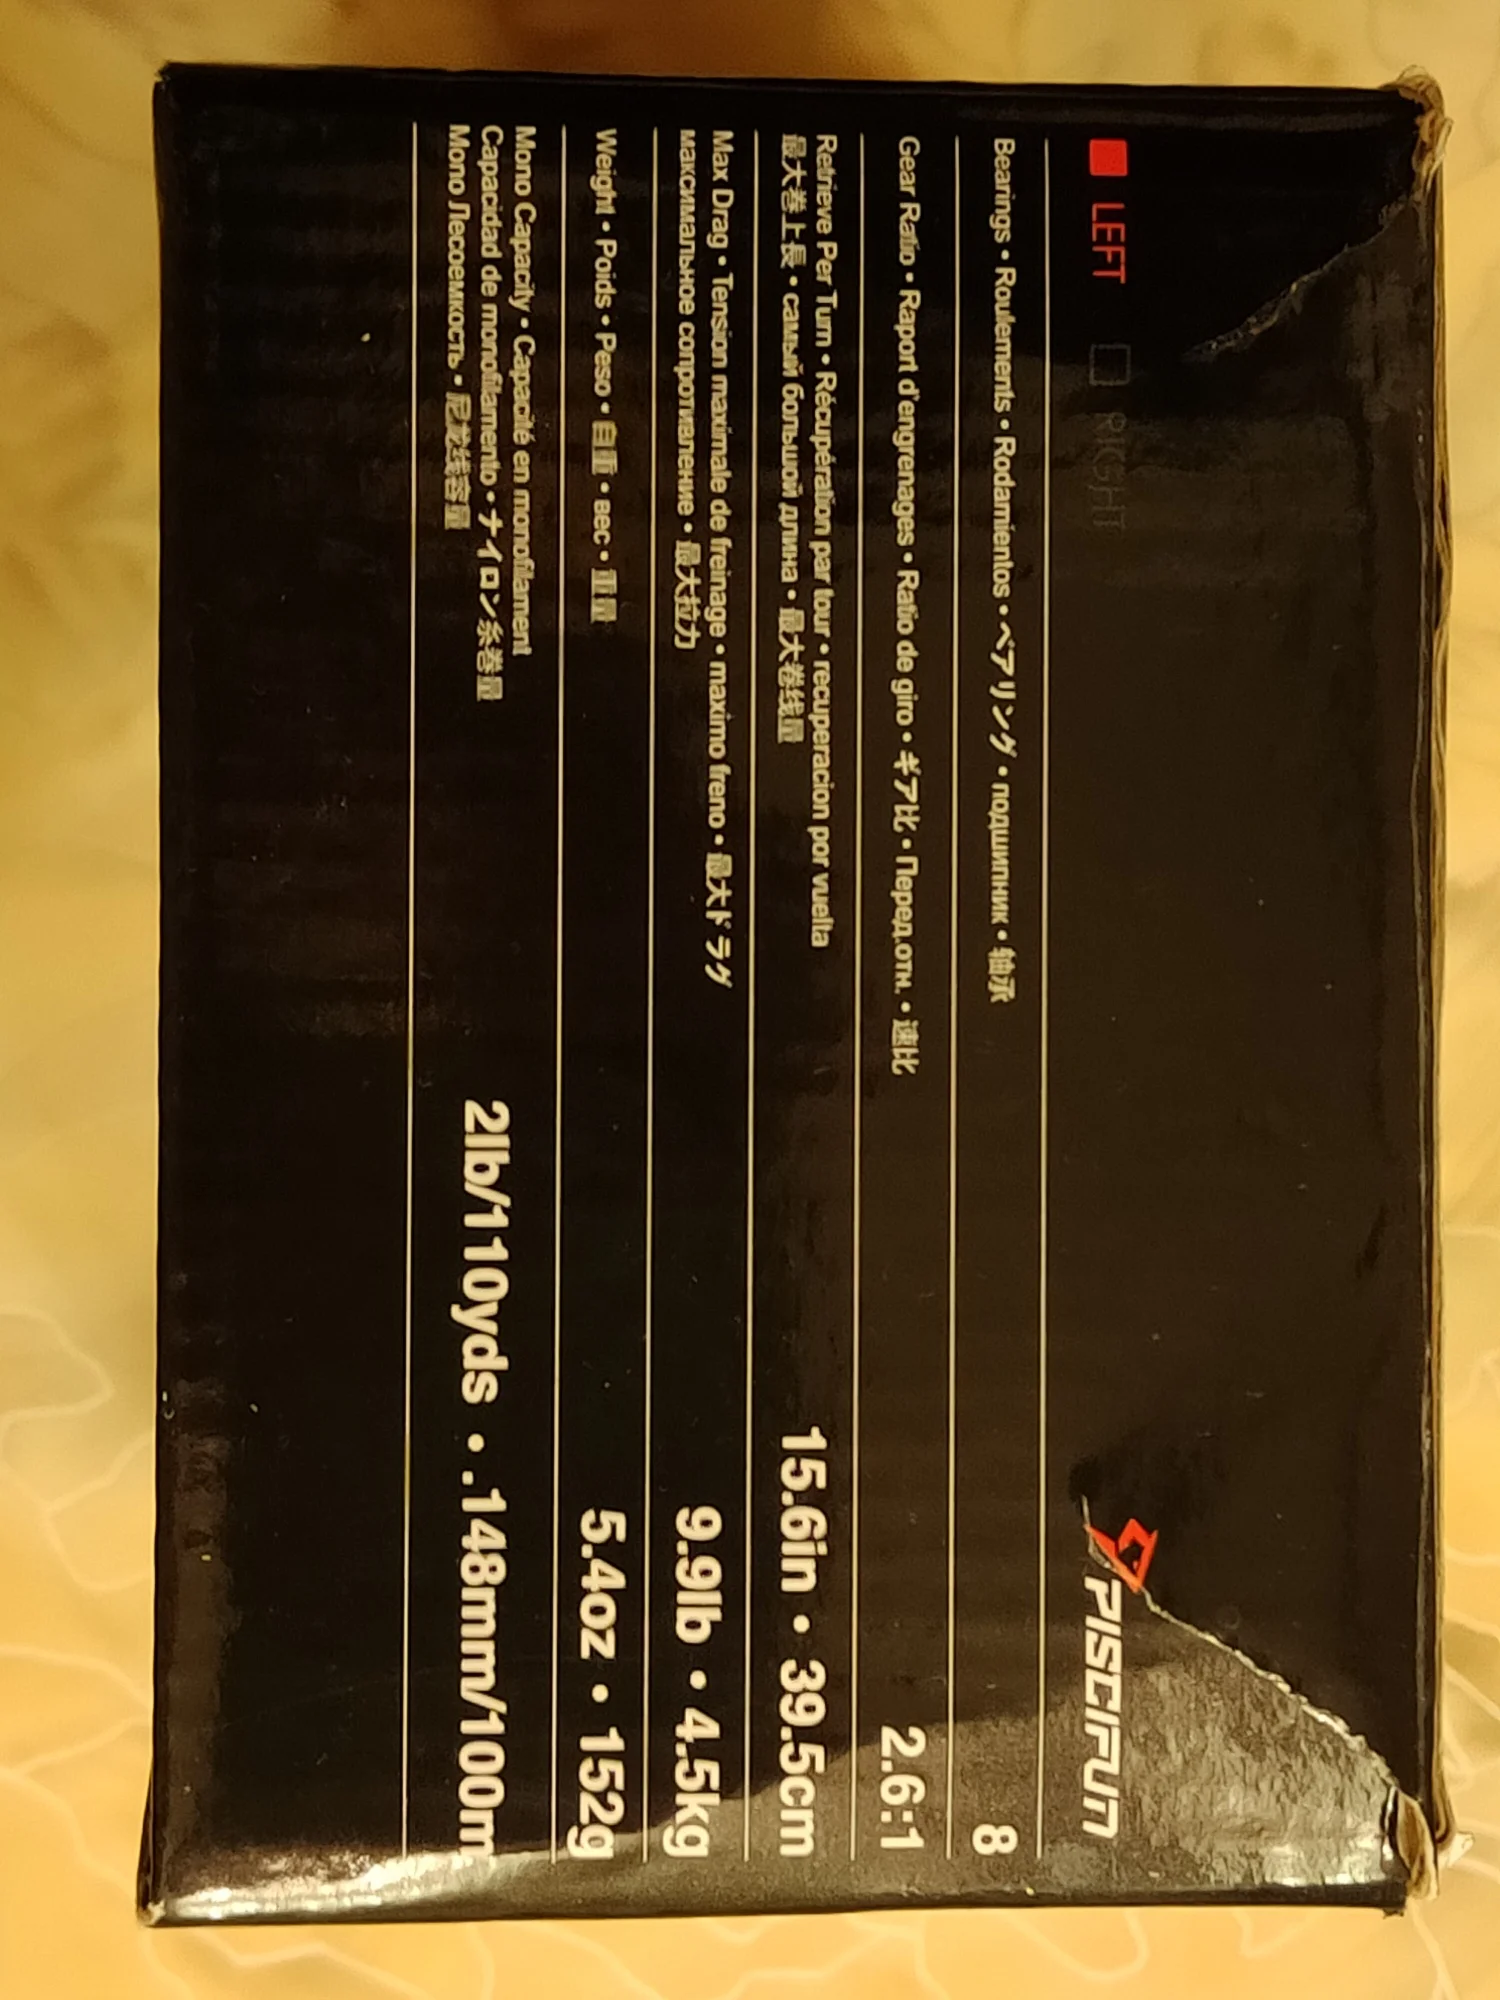 LEFT RIGHT
PISCIFUN
Bearings • Roulements • Rodamientos • ベアリング • подшипник • 轴承 8
Gear Ratio • Raport d'engrenages • Ratio de giro • ギア比 • Перед.отн. • 速比 2.6:1
Retrieve Per Turn • Récupération par tour • recuperacion por vuella
最大巻上長 • самый большой длина • 最大卷线量
15.6in • 39.5cm
Max Drag • Tension maximale de freinage • maximo freno • 最大ドラグ
максимальное сопротивление • 最大拉力
9.9lb • 4.5kg
Weight • Poids • Peso • 自重 • вес • 重量 5.4oz • 152g
Mono Capacity • Capacité en monofilament
Capacidad de monofilamento • ナイロン糸巻量
Mono Лесоемкость • 尼龙线容量
2lb/110yds • .148mm/100m